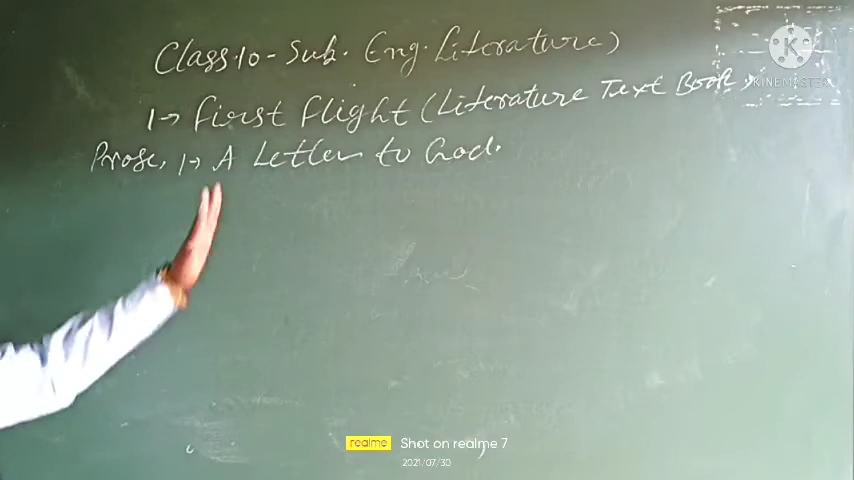 Class.10 - Sub. Eng. Literature)
1→ First flight (Literature Text Book,
Prose, 1→ A Letter to God.
KINEMASTER
realme Shot on realme 7
2021/07/30